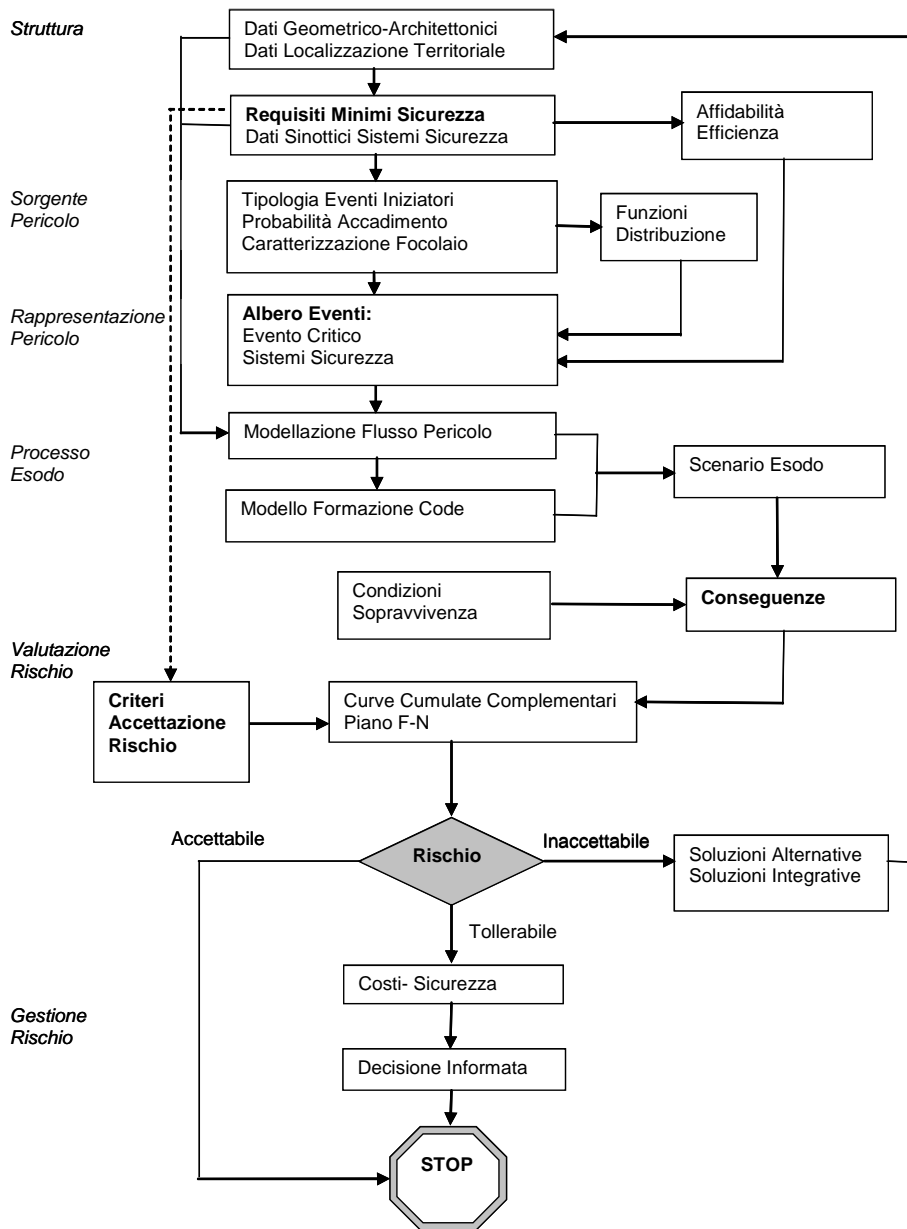 Struttura
Dati Geometrico-Architettonici
Dati Localizzazione Territoriale
Requisiti Minimi Sicurezza
Dati Sinottici Sistemi Sicurezza
Affidabilità
Efficienza
Sorgente
Pericolo
Tipologia Eventi Iniziatori
Probabilità Accadimento
Caratterizzazione Focolaio
Funzioni
Distribuzione
Rappresentazione
Pericolo
Albero Eventi:
Evento Critico
Sistemi Sicurezza
Processo
Esodo
Modellazione Flusso Pericolo
Modello Formazione Code
Scenario Esodo
Condizioni
Sopravvivenza
Conseguenze
Valutazione
Rischio
Criteri
Accettazione
Rischio
Curve Cumulate Complementari
Piano F-N
Accettabile
Rischio
Inaccettabile
Soluzioni Alternative
Soluzioni Integrative
Tollerabile
Costi- Sicurezza
Gestione
Rischio
Decisione Informata
STOP